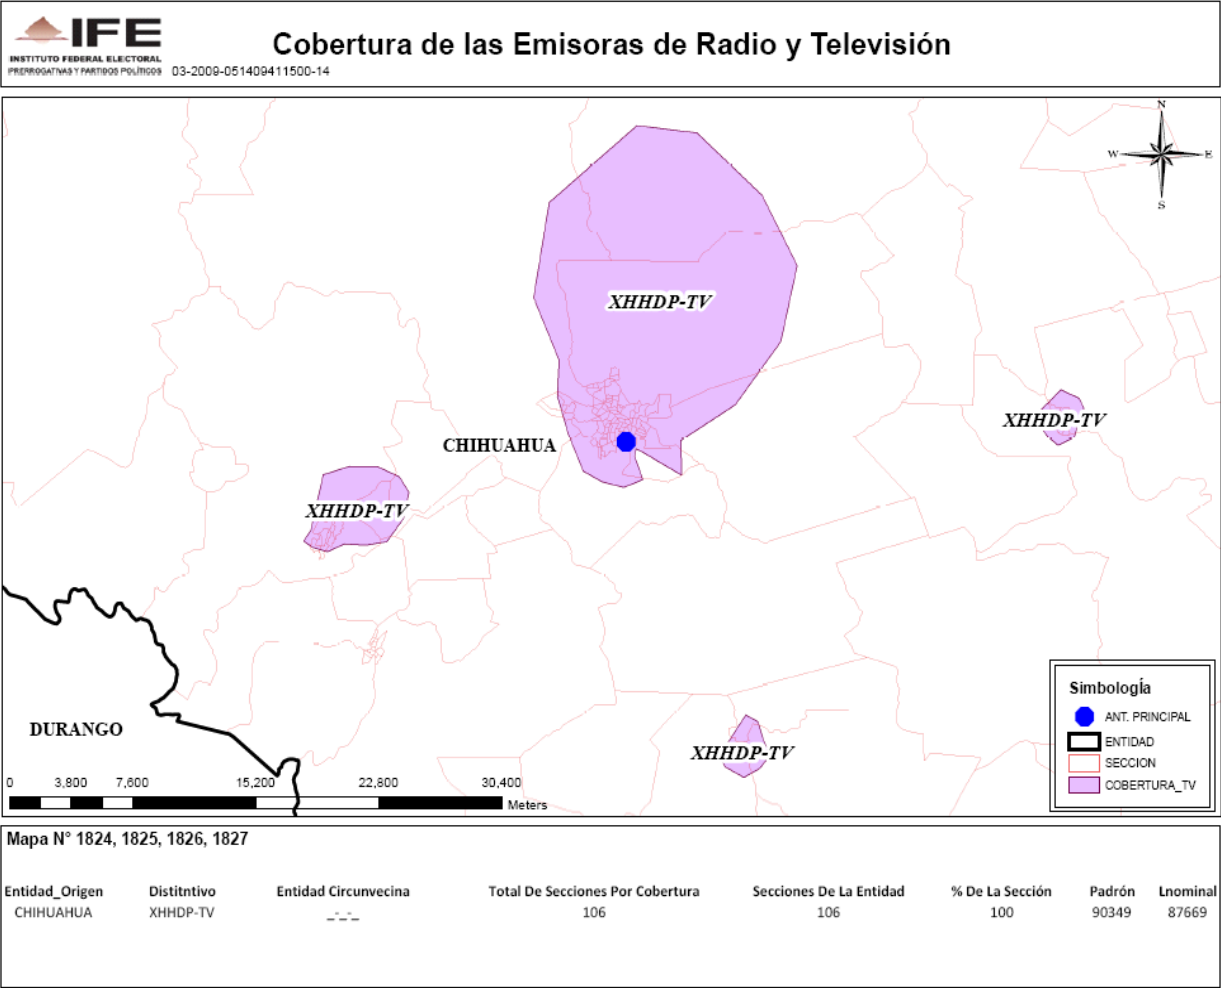 IFE
INSTITUTO FEDERAL ELECTORAL
PRERROGATIVAS Y PARTIDOS POLÍTICOS
03-2009-051409411500-14
Cobertura de las Emisoras de Radio y Televisión
N
W E
S
XHHDP-TV
XHHDP-TV
CHIHUAHUA
XHHDP-TV
DURANGO
XHHDP-TV
Simbología
ANT. PRINCIPAL
ENTIDAD
SECCION
COBERTURA_TV
0 3,800 7,600 15,200 22,800 30,400
Meters
Mapa N° 1824, 1825, 1826, 1827
Entidad_Origen Distitntivo Entidad Circunvecina Total De Secciones Por Cobertura Secciones De La Entidad % De La Sección Padrón Lnominal
CHIHUAHUA XHHDP-TV _-_-_ 106 106 100 90349 87669